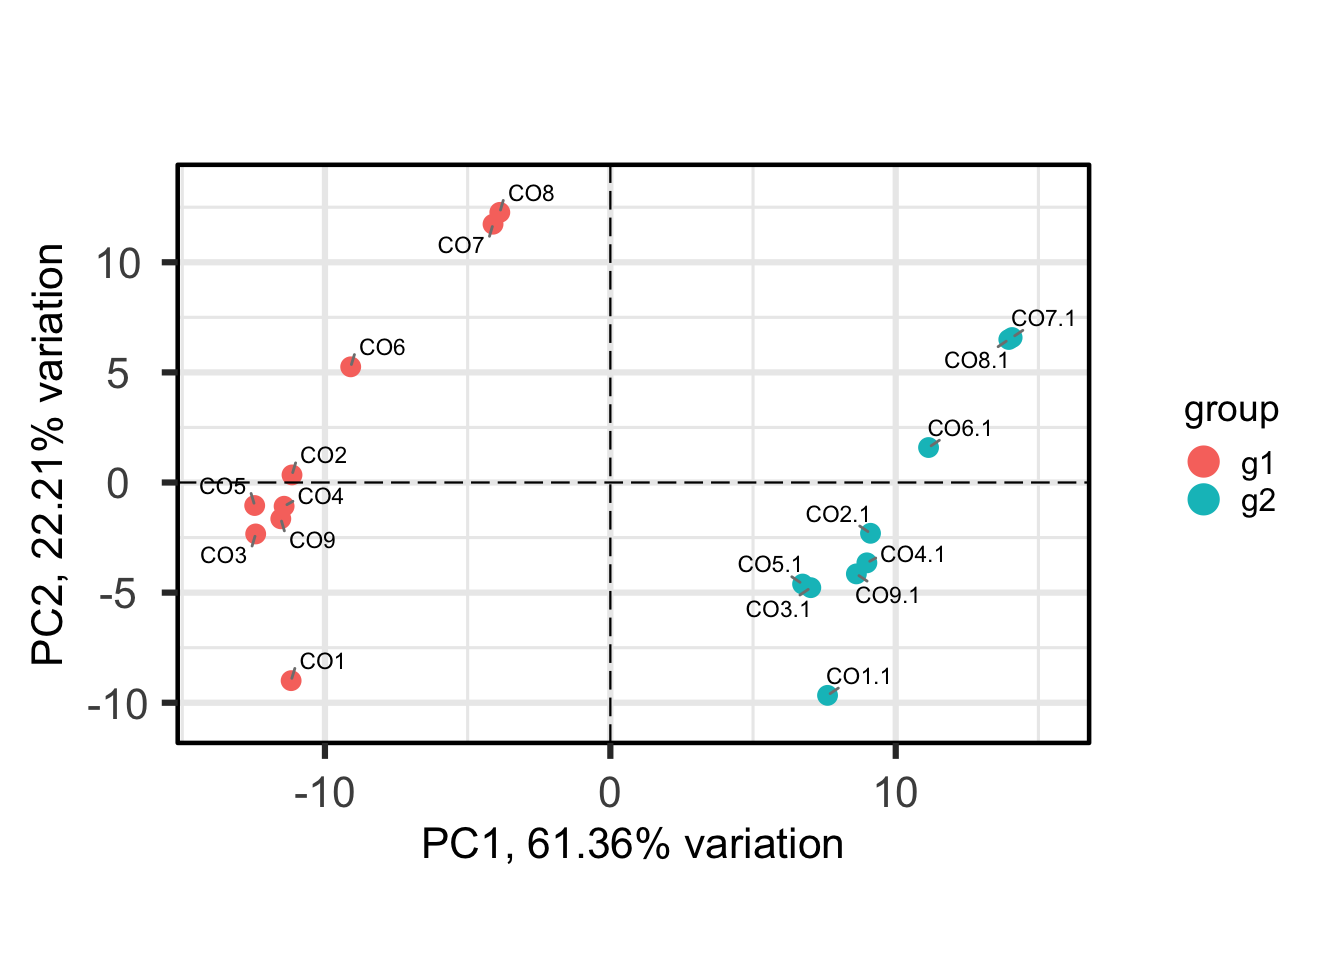 CO8
CO7
10
CO7.1
CO8.1
CO6
5
CO6.1
group
g1
g2
CO2
0
CO5
CO4
CO2.1
CO9
CO3
CO4.1
CO5.1
-5
CO9.1
CO3.1
CO1
CO1.1
-10
PC2, 22.21% variation
-10
0
10
PC1, 61.36% variation